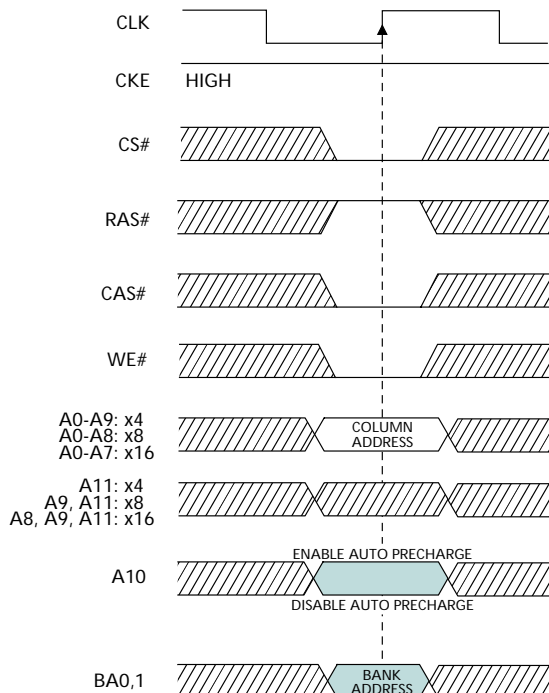 CLK
CKE HIGH
CS#
RAS#
CAS#
WE#
A0-A9: x4
A0-A8: x8
A0-A7: x16
COLUMN
ADDRESS
A11: x4
A9, A11: x8
A8, A9, A11: x16
ENABLE AUTO PRECHARGE
A10
DISABLE AUTO PRECHARGE
BA0,1
BANK
ADDRESS